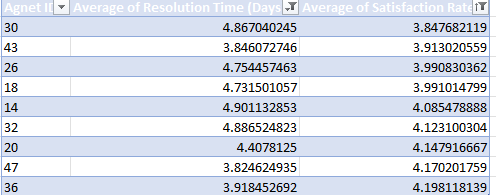 Agnet I Average of Resolution Time (Days Average of Satisfaction Rate
30 4.867040245 3.847682119
43 3.846072746 3.913020559
26 4.754457463 3.990830362
18 4.731501057 3.991014799
14 4.901132853 4.085478888
32 4.886524823 4.123100304
20 4.4078125 4.147916667
47 3.824624935 4.170201759
36 3.918452692 4.198118139